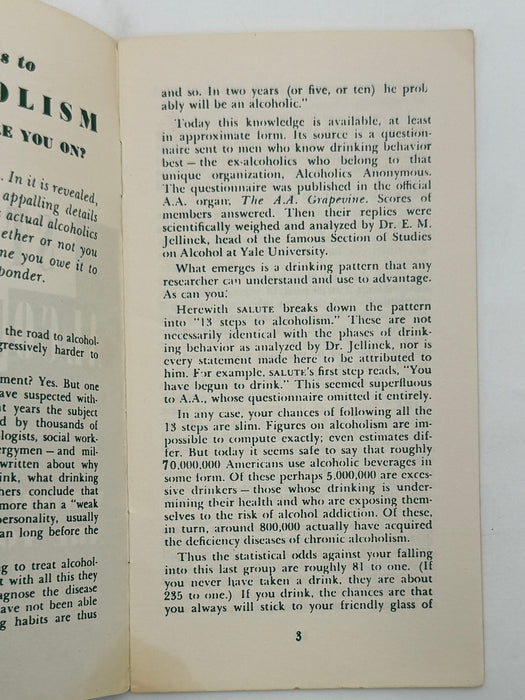 s to
OLISM
E YOU ON?
. In it is revealed,
appalling details
actual alcoholics
ether or not you
me you owe it to
ponder.
the road to alcohol-
gressively harder to
ment? Yes. But one
ave suspected with-
t years the subject
d by thousands of
logists, social work-
ergymen — and mil-
written about why
ink, what drinking
hers conclude that
more than a "weak
personality, usually
an long before the
g to treat alcohol-
t with all this they
agnose the disease
ave not been able
g habits are thus
and so. In two years (or five, or ten) he prob
ably will be an alcoholic."
Today this knowledge is available, at least
in approximate form. Its source is a question-
naire sent to men who know drinking behavior
best — the ex-alcoholics who belong to that
unique organization, Alcoholics Anonymous.
The questionnaire was published in the official
A.A. organ, The A.A. Grapevine. Scores of
members answered. Then their replies were
scientifically weighed and analyzed by Dr. E. M.
Jellinek, head of the famous Section of Studies
on Alcohol at Yale University.
What emerges is a drinking pattern that any
researcher can understand and use to advantage.
As can you.
Herewith SALUTE breaks down the pattern
into "13 steps to alcoholism." These are not
necessarily identical with the phases of drink-
ing behavior as analyzed by Dr. Jellinek, nor is
every statement made here to be attributed to
him. For example, SALUTE's first step reads, "You
have begun to drink." This seemed superfluous
to A.A., whose questionnaire omitted it entirely.
In any case, your chances of following all the
13 steps are slim. Figures on alcoholism are im-
possible to compute exactly; even estimates dif-
fer. But today it seems safe to say that roughly
70,000,000 Americans use alcoholic beverages in
some form. Of these perhaps 5,000,000 are exces-
sive drinkers — those whose drinking is under-
mining their health and who are exposing them-
selves to the risk of alcohol addiction. Of these,
in turn, around 800,000 actually have acquired
the deficiency diseases of chronic alcoholism.
Thus the statistical odds against your falling
into this last group are roughly 81 to one. (If
you never have taken a drink, they are about
235 to one.) If you drink, the chances are that
you always will stick to your friendly glass of
3